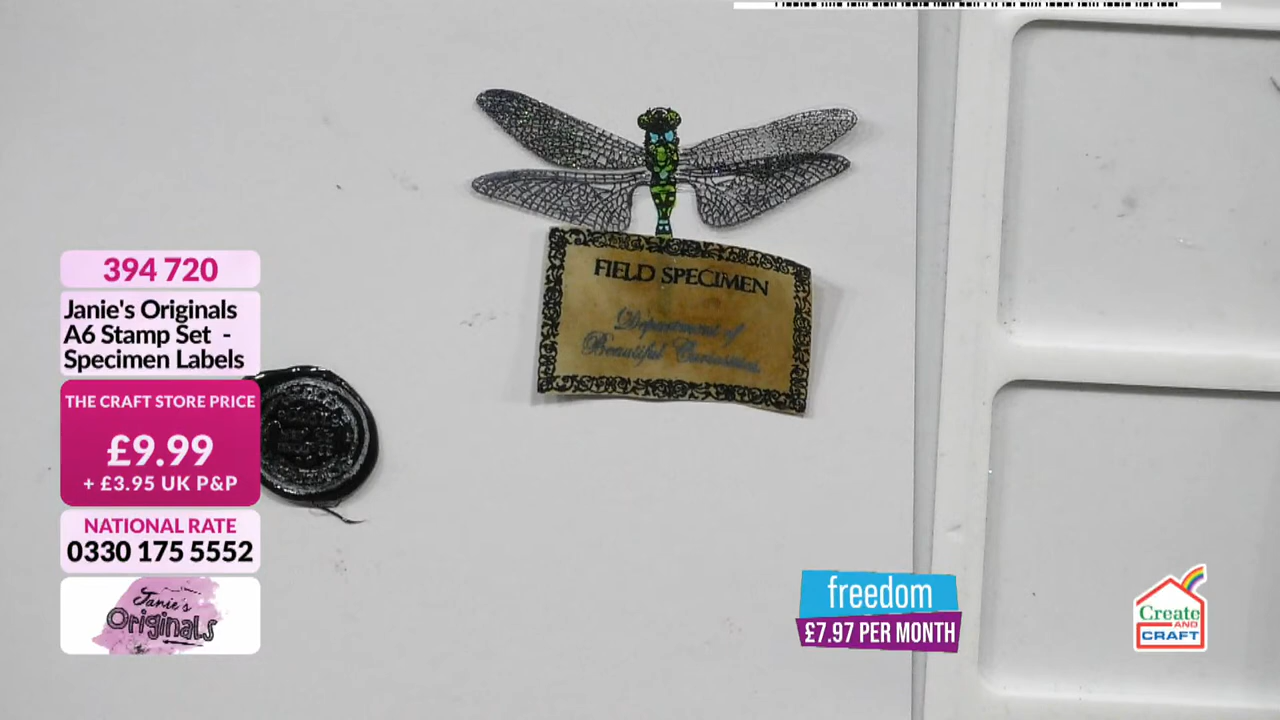 394 720
Janie's Originals
A6 Stamp Set -
Specimen Labels
THE CRAFT STORE PRICE
£9.99
+ £3.95 UK P&P
NATIONAL RATE
0330 175 5552
Janie's
Originals
FIELD SPECIMEN
Department of
Beautiful Curiosities
freedom
£7.97 PER MONTH
Create
AND
CRAFT